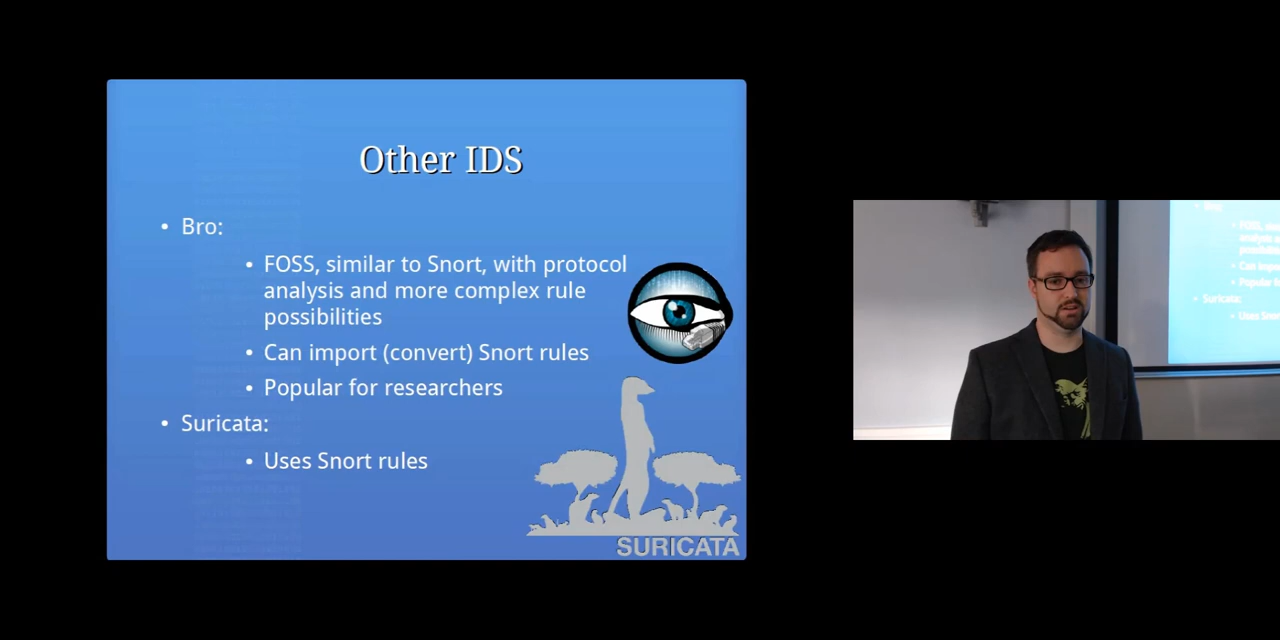 Other IDS
• Bro:
• FOSS, similar to Snort, with protocol
analysis and more complex rule
possibilities
• Can import (convert) Snort rules
• Popular for researchers
• Suricata:
• Uses Snort rules
SURICATA
Suricata: